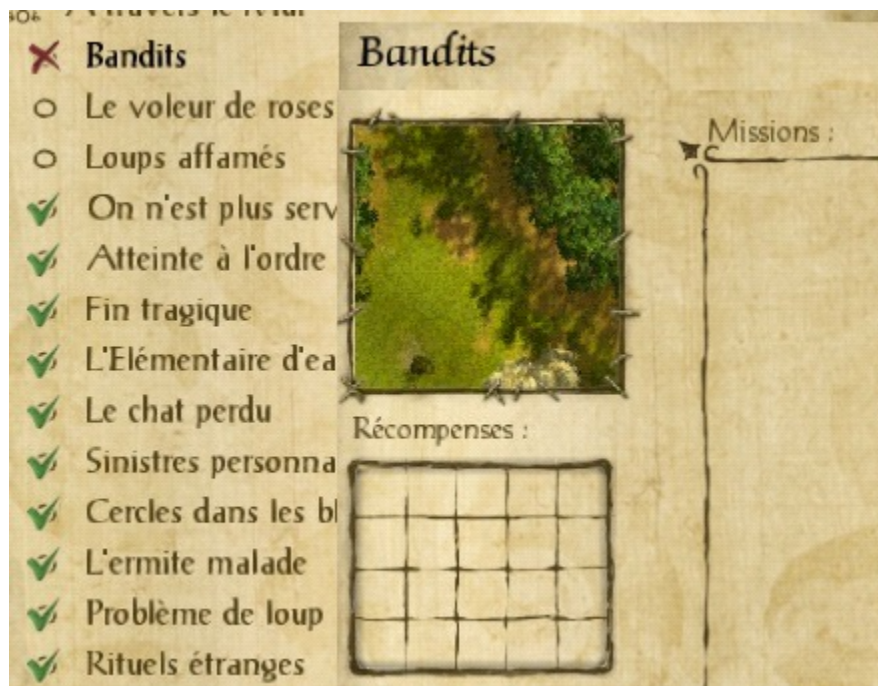 Bandits
Le voleur de roses
Loups affamés
On n'est plus serv
Atteinte à l'ordre
Fin tragique
L'Elémentaire d'ea
Le chat perdu
Sinistres personna
Cercles dans les bl
L'ermite malade
Problème de loup
Rituels étranges
Bandits
Récompenses :
Missions :